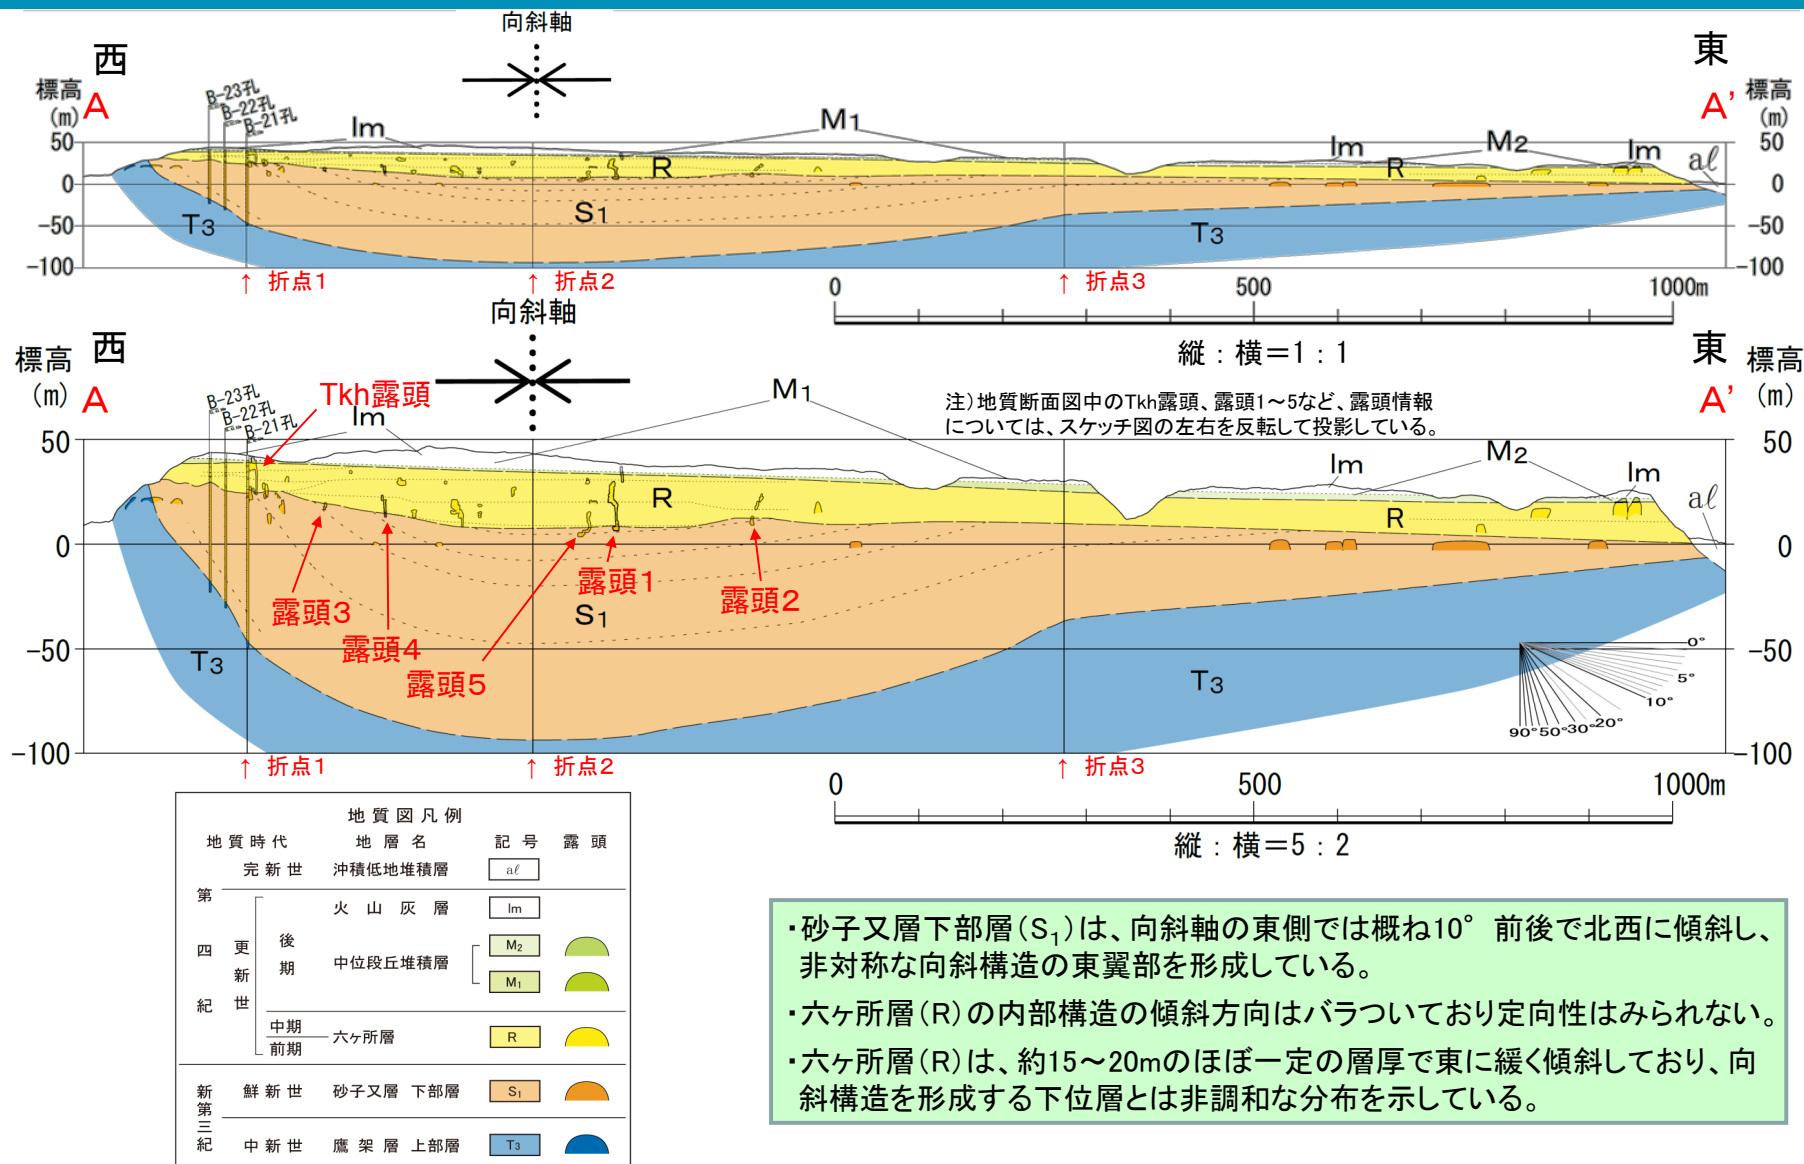 向斜軸
西
東
標高
(m)
A
A'
標高
(m)
B-23孔
B-22孔
B-21孔
lm
M1
lm
M2
lm
aℓ
50
0
-50
-100
R
R
S1
T3
T3
50
0
-50
-100
↑ 折点1
↑ 折点2
↑ 折点3
0 500 1000m
縦：横＝1：1
向斜軸
西
東
標高
(m)
A
A'
標高
(m)
B-23孔
B-22孔
B-21孔
Tkh露頭
lm
M1
注）地質断面図中のTkh露頭、露頭1～5など、露頭情報
については、スケッチ図の左右を反転して投影している。
lm
M2
lm
aℓ
50
0
-50
-100
R
R
露頭3
露頭4
露頭5
露頭1
露頭2
S1
T3
T3
50
0
-50
-100
0°
5°
10°
20°
30°
50°
90°
↑ 折点1
↑ 折点2
↑ 折点3
0 500 1000m
縦：横＝5：2
地質図凡例
地質時代 地層名 記号 露頭
第四紀 完新世 沖積低地堆積層 aℓ
更新世 後期 火山灰層 lm
中位段丘堆積層 M2
M1
中期
前期 六ヶ所層 R
新第三紀 鮮新世 砂子又層 下部層 S1
中新世 鷹架層 上部層 T3
・砂子又層下部層（S1）は、向斜軸の東側では概ね10°前後で北西に傾斜し、
非対称な向斜構造の東翼部を形成している。
・六ヶ所層（R）の内部構造の傾斜方向はバラついており定向性はみられない。
・六ヶ所層（R）は、約15～20mのほぼ一定の層厚で東に緩く傾斜しており、向
斜構造を形成する下位層とは非調和な分布を示している。